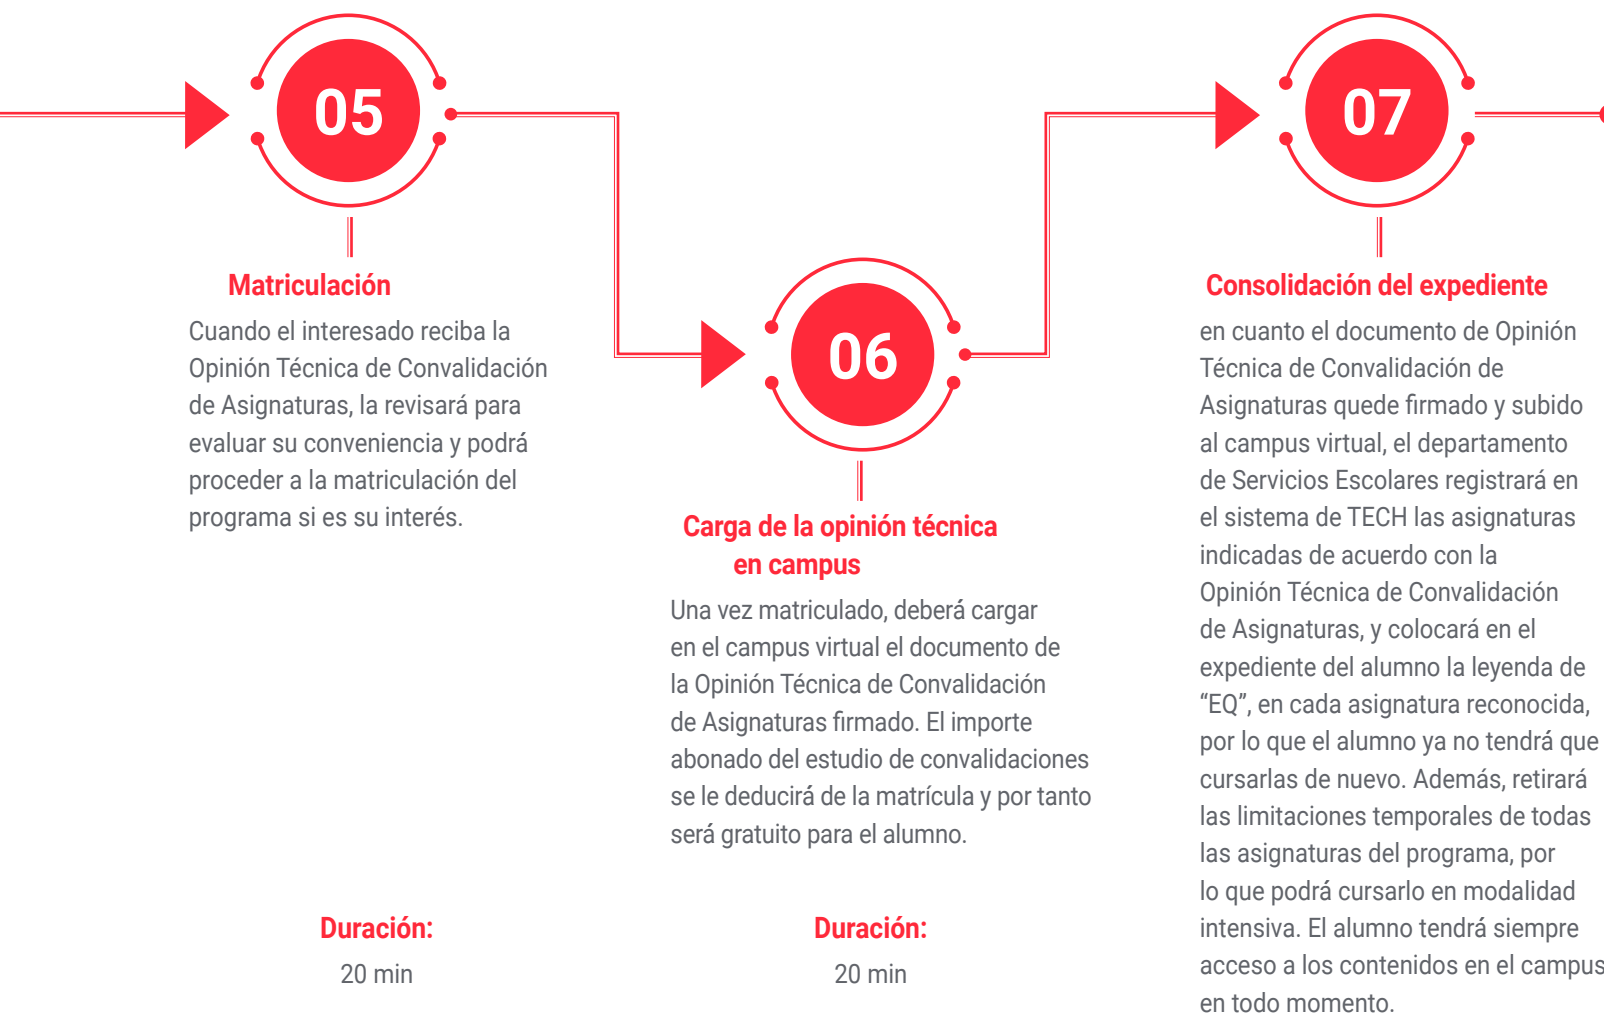 05
Matriculación
Cuando el interesado reciba la
Opinión Técnica de Convalidación
de Asignaturas, la revisará para
evaluar su conveniencia y podrá
proceder a la matriculación del
programa si es su interés.
Duración:
20 min
06
Carga de la opinión técnica
en campus
Una vez matriculado, deberá cargar
en el campus virtual el documento de
la Opinión Técnica de Convalidación
de Asignaturas firmado. El importe
abonado del estudio de convalidaciones
se le deducirá de la matrícula y por tanto
será gratuito para el alumno.
Duración:
20 min
07
Consolidación del expediente
en cuanto el documento de Opinión
Técnica de Convalidación de
Asignaturas quede firmado y subido
al campus virtual, el departamento
de Servicios Escolares registrará en
el sistema de TECH las asignaturas
indicadas de acuerdo con la
Opinión Técnica de Convalidación
de Asignaturas, y colocará en el
expediente del alumno la leyenda de
“EQ”, en cada asignatura reconocida,
por lo que el alumno ya no tendrá que
cursarlas de nuevo. Además, retirará
las limitaciones temporales de todas
las asignaturas del programa, por
lo que podrá cursarlo en modalidad
intensiva. El alumno tendrá siempre
acceso a los contenidos en el campus
en todo momento.